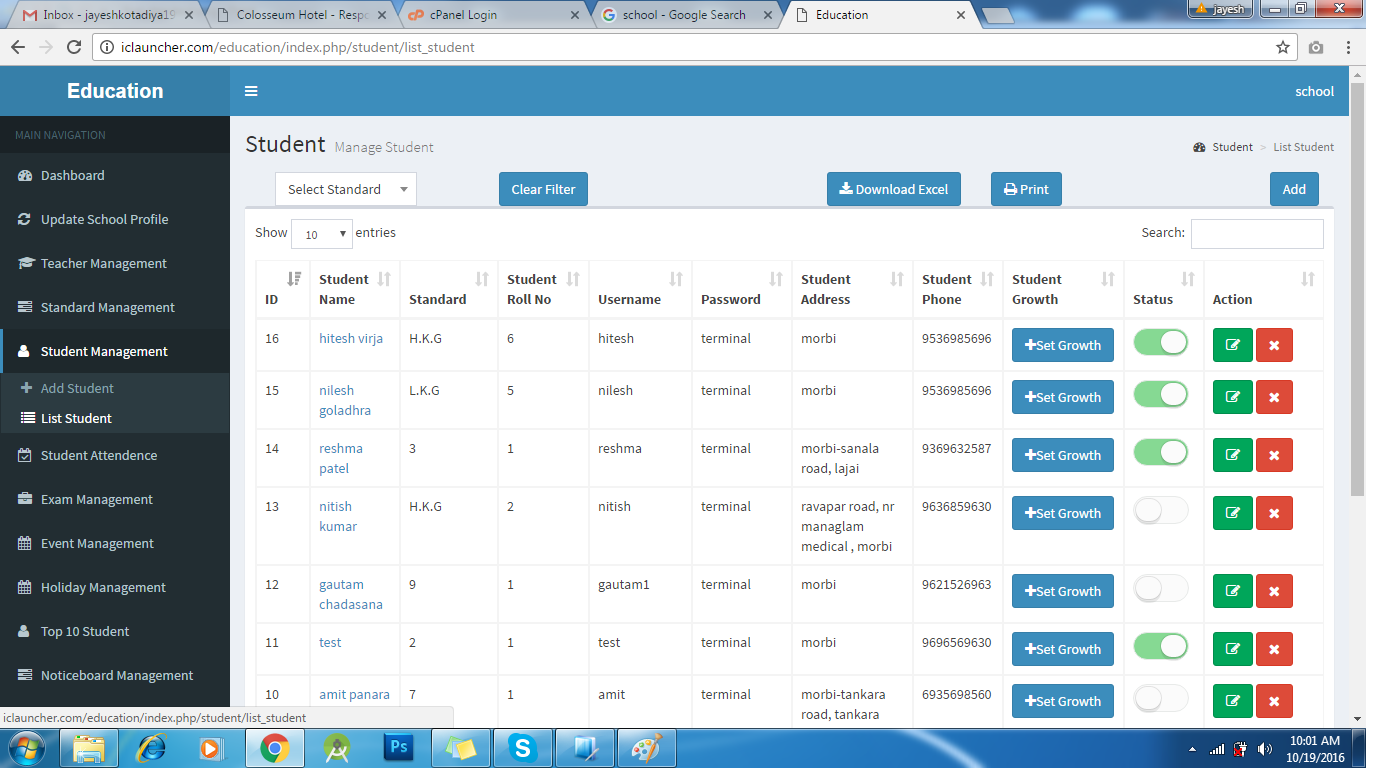 Inbox - jayeshkotadiya19
Colosseum Hotel - Resp
cPanel Login
school - Google Search
Education
jayesh
iclauncher.com/education/index.php/student/list_student
Education
school
MAIN NAVIGATION
Dashboard
Update School Profile
Teacher Management
Standard Management
Student Management
Add Student
List Student
Student Attendence
Exam Management
Event Management
Holiday Management
Top 10 Student
Noticeboard Management
Student Manage Student
Student > List Student
Select Standard
Clear Filter
Download Excel
Print
Add
Show 10 entries
Search:
ID
Student
Name
Standard
Student
Roll No
Username
Password
Student
Address
Student
Phone
Student
Growth
Status
Action
16 hitesh virja H.K.G 6 hitesh terminal morbi 9536985696 Set Growth
15 nilesh L.K.G 5 nilesh terminal morbi 9536985696 Set Growth
goladhra
14 reshma 3 1 reshma terminal morbi-sanala 9369632587 Set Growth
patel road, lajai
13 nitish H.K.G 2 nitish terminal ravapar road, nr 9636859630 Set Growth
kumar managlam
medical , morbi
12 gautam 9 1 gautam1 terminal morbi 9621526963 Set Growth
chadasana
11 test 2 1 test terminal morbi 9696569630 Set Growth
10 amit panara 7 1 amit terminal morbi-tankara 6935698560 Set Growth
road, tankara
iclauncher.com/education/index.php/student/list_student
Ps
10:01 AM
10/19/2016